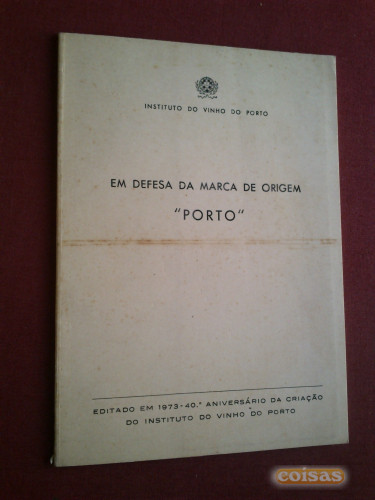 INSTITUTO DO VINHO DO PORTO
EM DEFESA DA MARCA DE ORIGEM
"PORTO"
EDITADO EM 1973-40.º ANIVERSÁRIO DA CRIAÇÃO
DO INSTITUTO DO VINHO DO PORTO
coisas